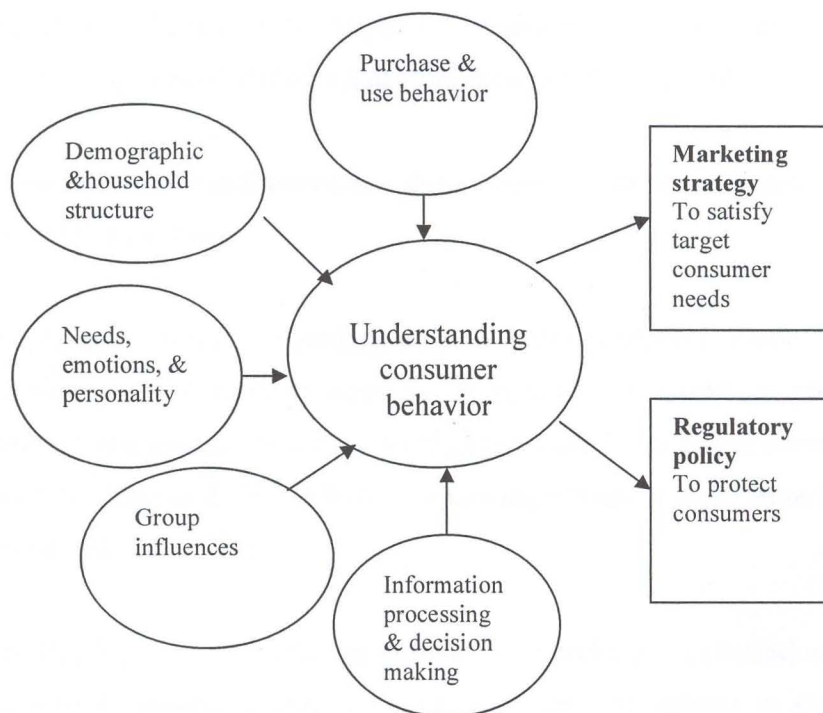 Purchase &
use behavior
Demographic
&household
structure
Marketing
strategy
To satisfy
target
consumer
needs
Needs,
emotions, &
personality
Understanding
consumer
behavior
Regulatory
policy
To protect
consumers
Group
influences
Information
processing
& decision
making